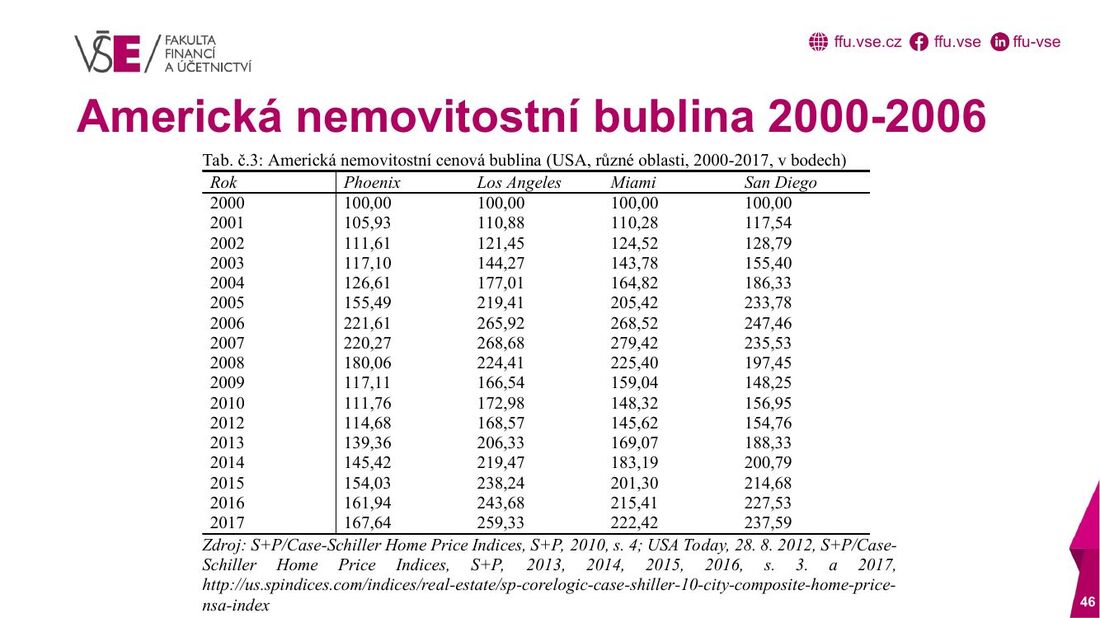 VŠE / FAKULTA
FINANCÍ
A ÚČETNICTVÍ
ffu.vse.cz ffu.vse ffu-vse
Americká nemovitostní bublina 2000-2006
Tab. č.3: Americká nemovitostní cenová bublina (USA, různé oblasti, 2000-2017, v bodech)
Rok Phoenix Los Angeles Miami San Diego
2000 100,00 100,00 100,00 100,00
2001 105,93 110,88 110,28 117,54
2002 111,61 121,45 124,52 128,79
2003 117,10 144,27 143,78 155,40
2004 126,61 177,01 164,82 186,33
2005 155,49 219,41 205,42 233,78
2006 221,61 265,92 268,52 247,46
2007 220,27 268,68 279,42 235,53
2008 180,06 224,41 225,40 197,45
2009 117,11 166,54 159,04 148,25
2010 111,76 172,98 148,32 156,95
2012 114,68 168,57 145,62 154,76
2013 139,36 206,33 169,07 188,33
2014 145,42 219,47 183,19 200,79
2015 154,03 238,24 201,30 214,68
2016 161,94 243,68 215,41 227,53
2017 167,64 259,33 222,42 237,59
Zdroj: S+P/Case-Schiller Home Price Indices, S+P, 2010, s. 4; USA Today, 28. 8. 2012, S+P/Case-
Schiller Home Price Indices, S+P, 2013, 2014, 2015, 2016, s. 3. a 2017,
http://us.spindices.com/indices/real-estate/sp-corelogic-case-shiller-10-city-composite-home-price-
nsa-index
46